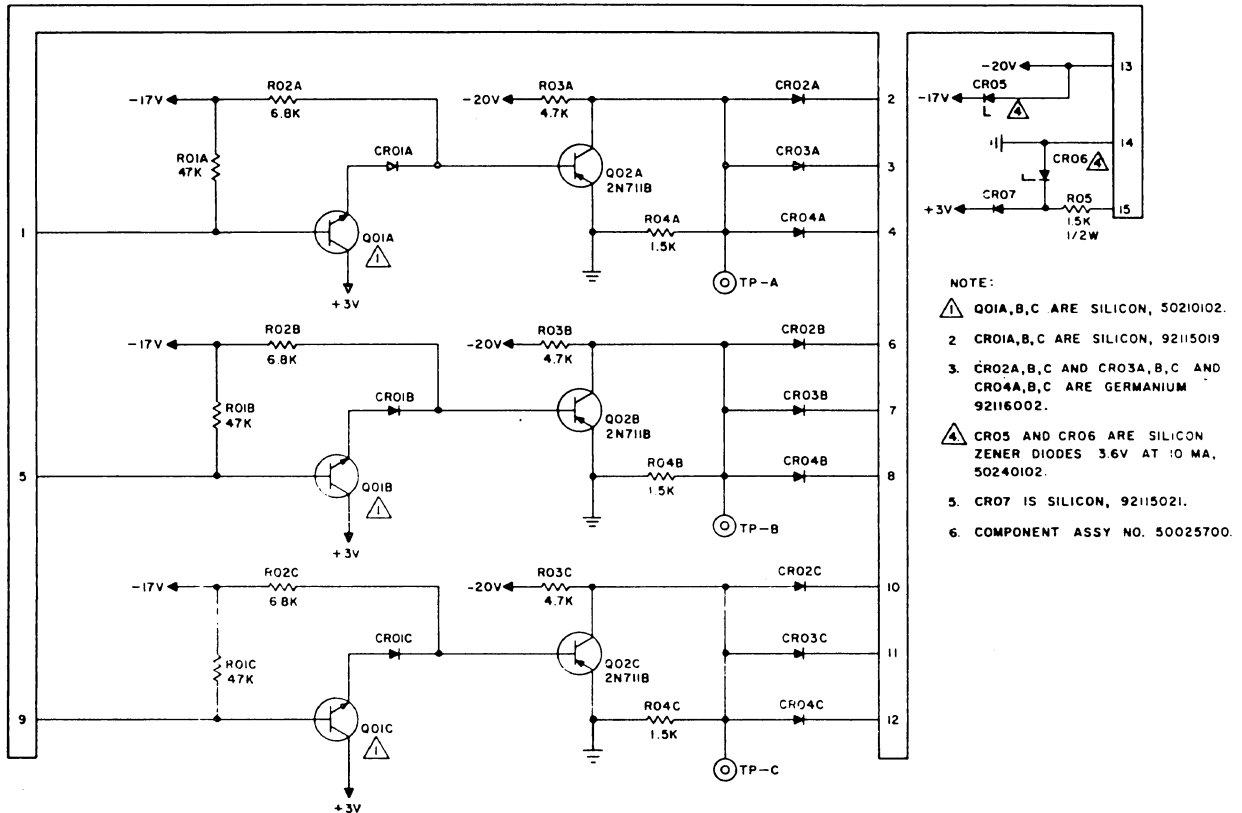 -20V
13
CR05
-17V
4
L
14
CR06
4
L
CR07
+3V
R05
1.5K
1/2W
15
R02A
-17V
6.8K
R03A
-20V
4.7K
CR02A
2
R01A
47K
CR01A
Q02A
2N711B
CR03A
3
R04A
1.5K
CR04A
4
1
Q01A
1
+3V
TP-A
R02B
-17V
6.8K
R03B
-20V
4.7K
CR02B
6
R01B
47K
CR01B
Q02B
2N711B
CR03B
7
R04B
1.5K
CR04B
8
5
Q01B
1
+3V
TP-B
R02C
-17V
6.8K
R03C
-20V
4.7K
CR02C
10
R01C
47K
CR01C
Q02C
2N711B
CR03C
11
R04C
1.5K
CR04C
12
9
Q01C
1
+3V
TP-C
NOTE:
1 Q01A,B,C ARE SILICON, 50210102.
2 CR01A,B,C ARE SILICON, 92115019
3. CR02A,B,C AND CR03A,B,C AND
CR04A,B,C ARE GERMANIUM
92116002.
4. CR05 AND CR06 ARE SILICON
ZENER DIODES 3.6V AT 10 MA,
50240102.
5. CR07 IS SILICON, 92115021.
6. COMPONENT ASSY NO. 50025700.